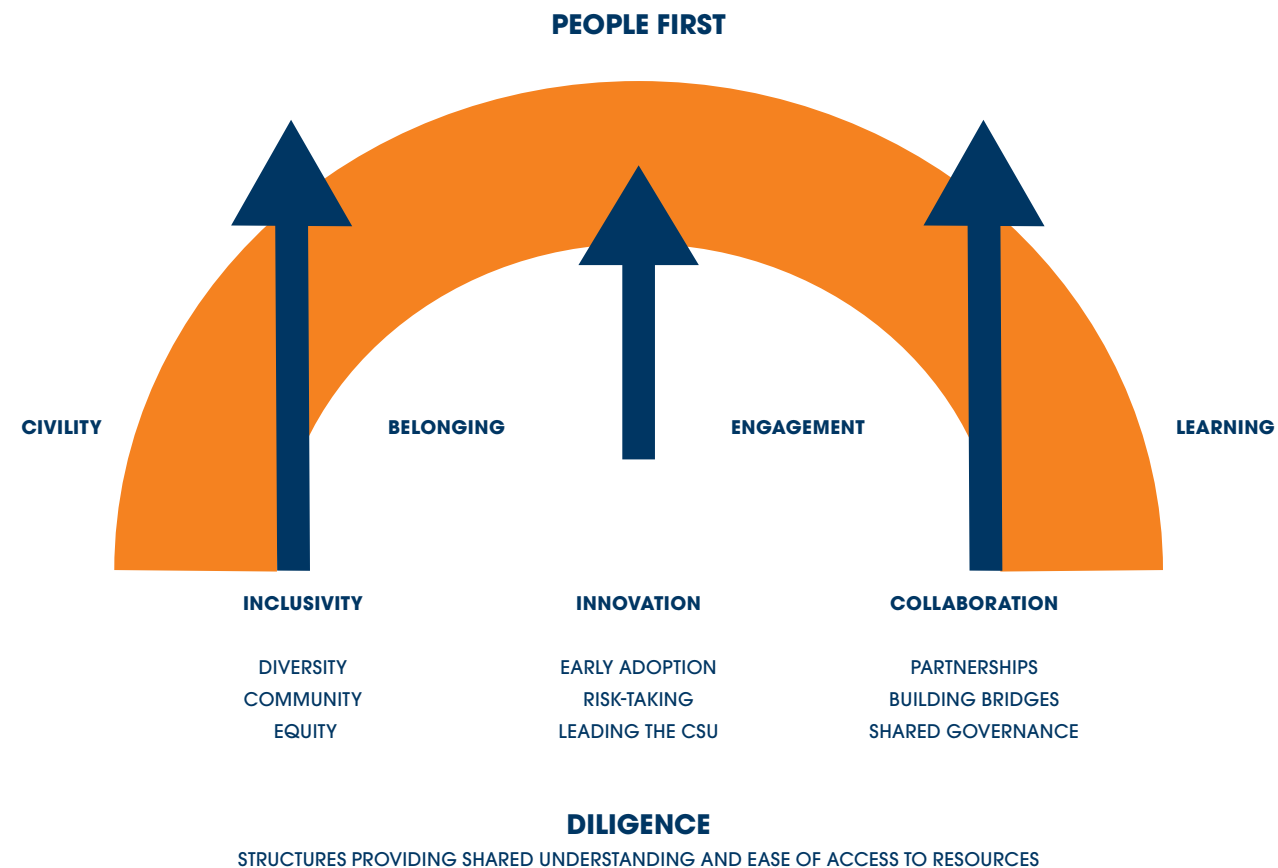 PEOPLE FIRST
CIVILITY
BELONGING
ENGAGEMENT
LEARNING
INCLUSIVITY
INNOVATION
COLLABORATION
DIVERSITY
EARLY ADOPTION
PARTNERSHIPS
COMMUNITY
RISK-TAKING
BUILDING BRIDGES
EQUITY
LEADING THE CSU
SHARED GOVERNANCE
DILIGENCE
STRUCTURES PROVIDING SHARED UNDERSTANDING AND EASE OF ACCESS TO RESOURCES